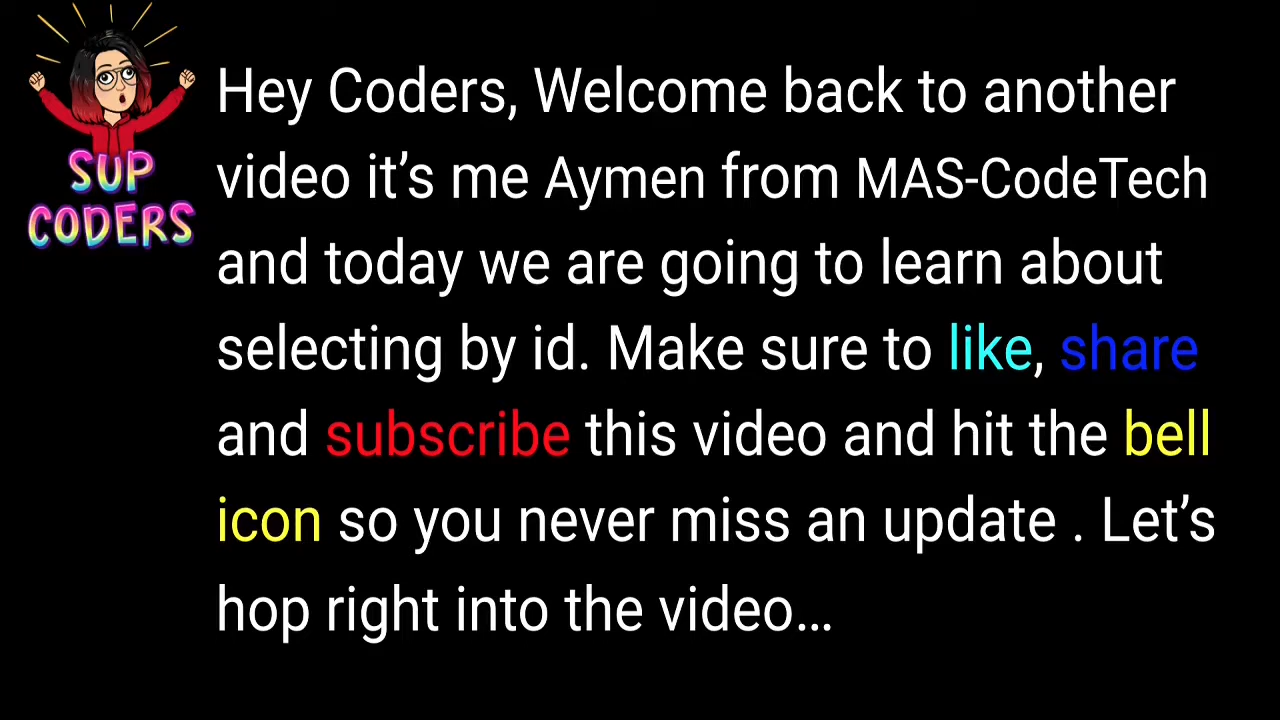 SUP
CODERS
Hey Coders, Welcome back to another
video it’s me Aymen from MAS-CodeTech
and today we are going to learn about
selecting by id. Make sure to like, share
and subscribe this video and hit the bell
icon so you never miss an update . Let’s
hop right into the video…